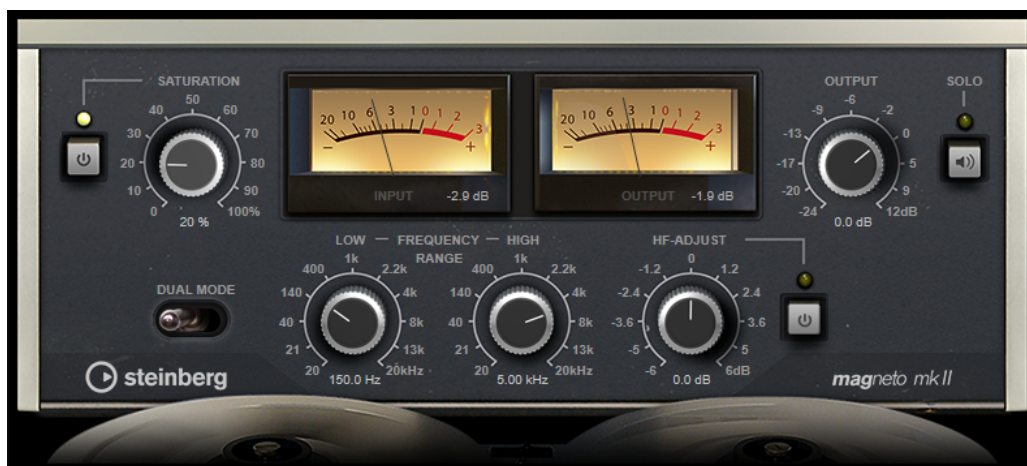 SATURATION
0 10 20 30 40 50 60 70 80 90 100%
20 %
20 10 6 3 1 0 1 2 3
- +
INPUT -2.9 dB
20 10 6 3 1 0 1 2 3
- +
OUTPUT -1.9 dB
OUTPUT
-24 -20 -17 -13 -9 -6 -2 0 5 9 12dB
0.0 dB
SOLO
DUAL MODE
LOW — FREQUENCY RANGE — HIGH
20 21 40 140 400 1k 2.2k 4k 8k 13k 20kHz
150.0 Hz
20 21 40 140 400 1k 2.2k 4k 8k 13k 20kHz
5.00 kHz
HF-ADJUST
-6 -5 -3.6 -2.4 -1.2 0 1.2 2.4 3.6 5 6dB
0.0 dB
steinberg
magneto mkII